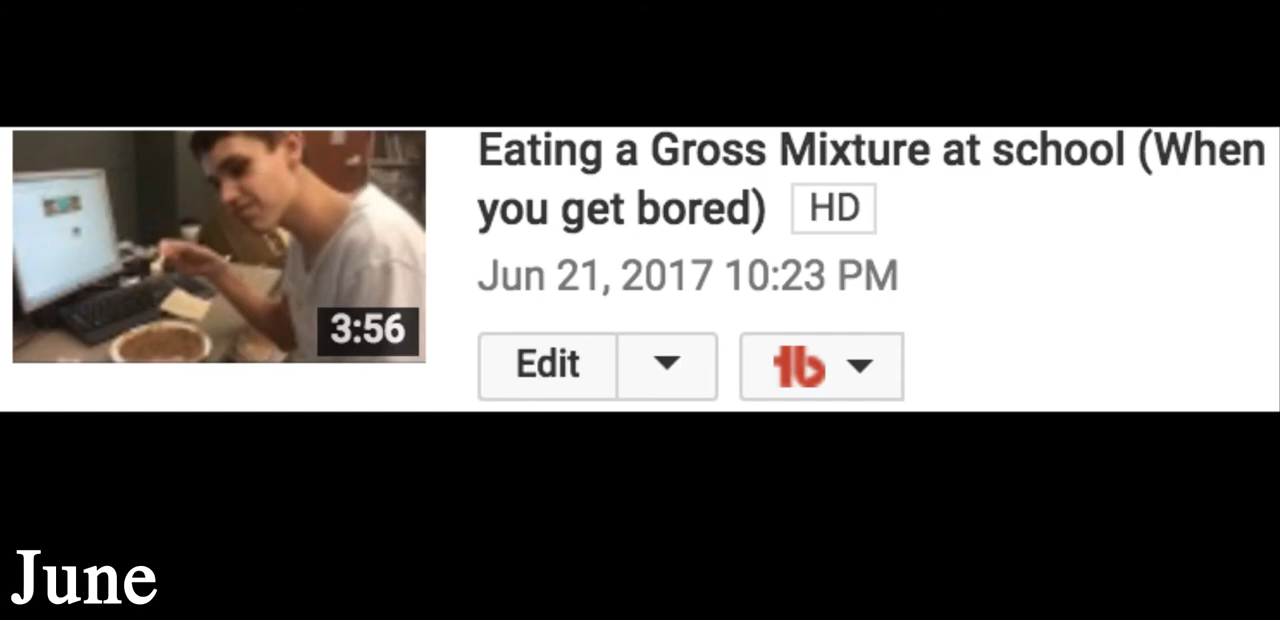 Eating a Gross Mixture at school (When
you get bored) HD
Jun 21, 2017 10:23 PM
3:56
Edit
tb
June